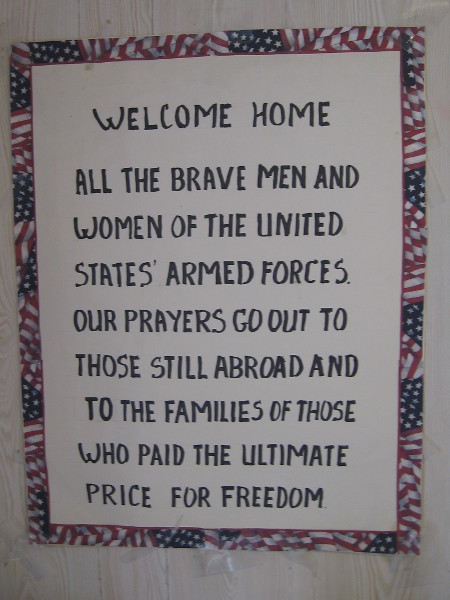 WELCOME HOME
ALL THE BRAVE MEN AND
WOMEN OF THE UNITED
STATES' ARMED FORCES.
OUR PRAYERS GO OUT TO
THOSE STILL ABROAD AND
TO THE FAMILIES OF THOSE
WHO PAID THE ULTIMATE
PRICE FOR FREEDOM.